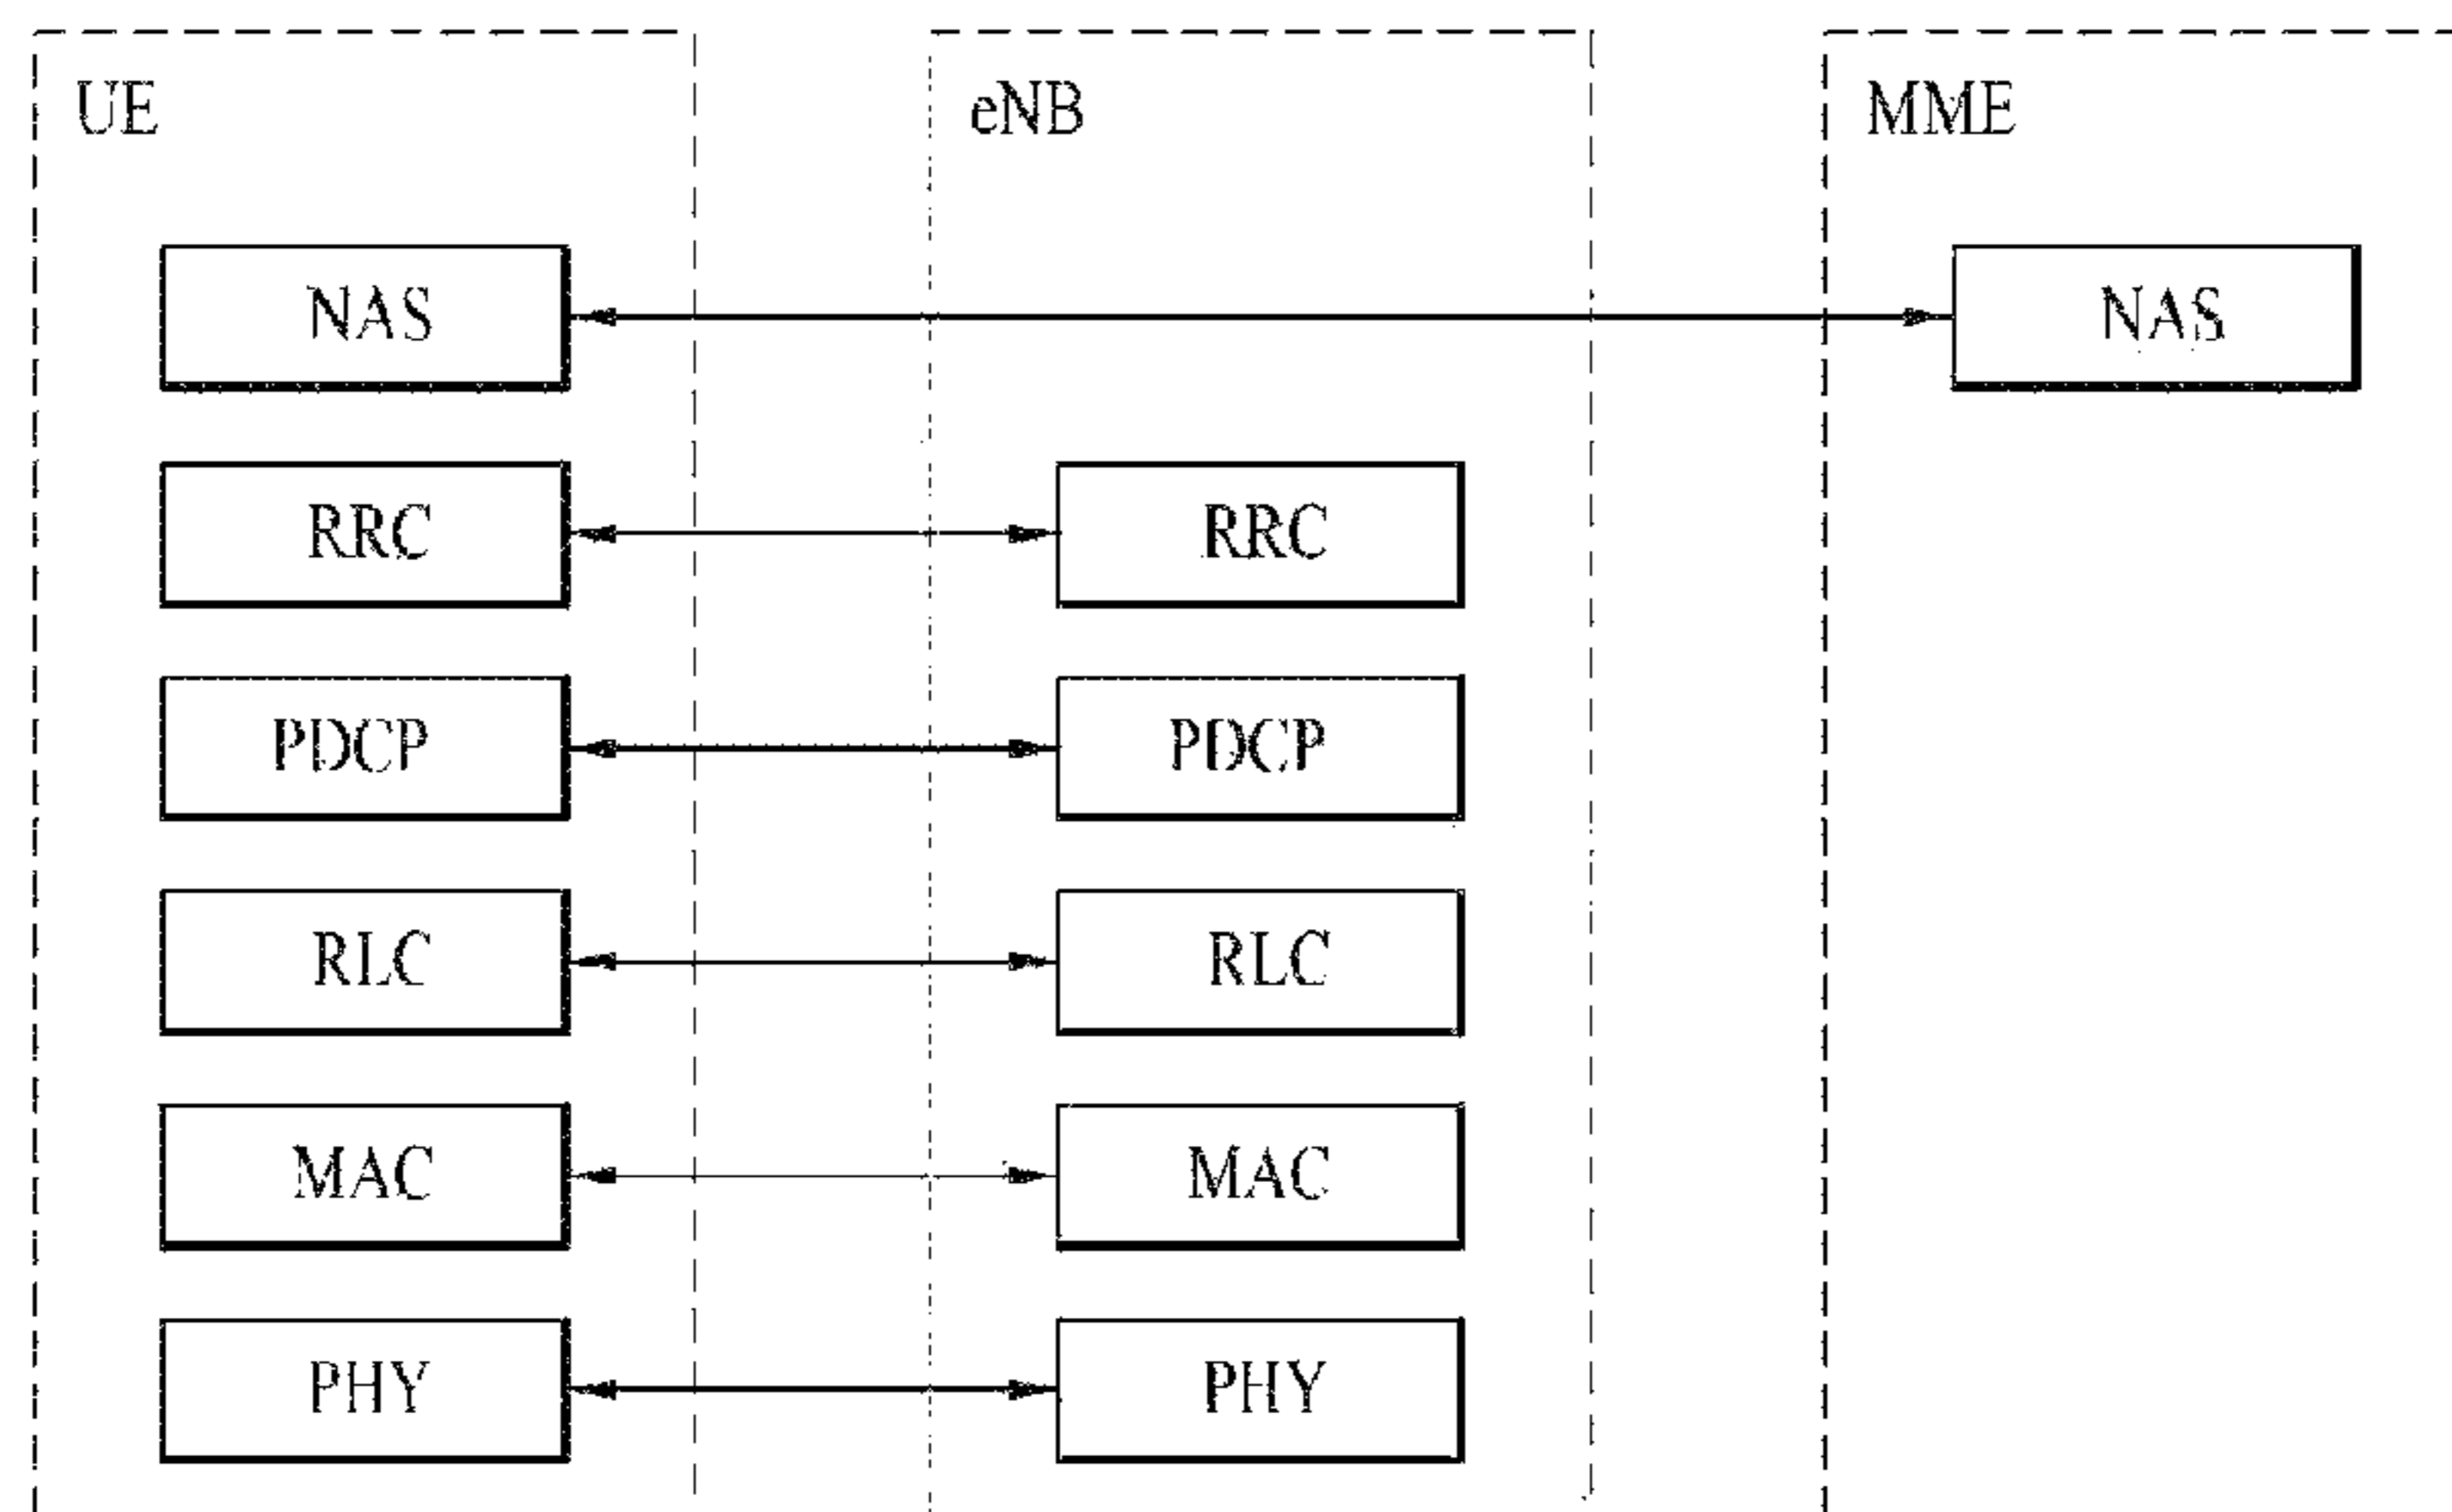 UE eNB MME
NAS NAS
RRC RRC
PDCP PDCP
RLC RLC
MAC MAC
PHY PHY